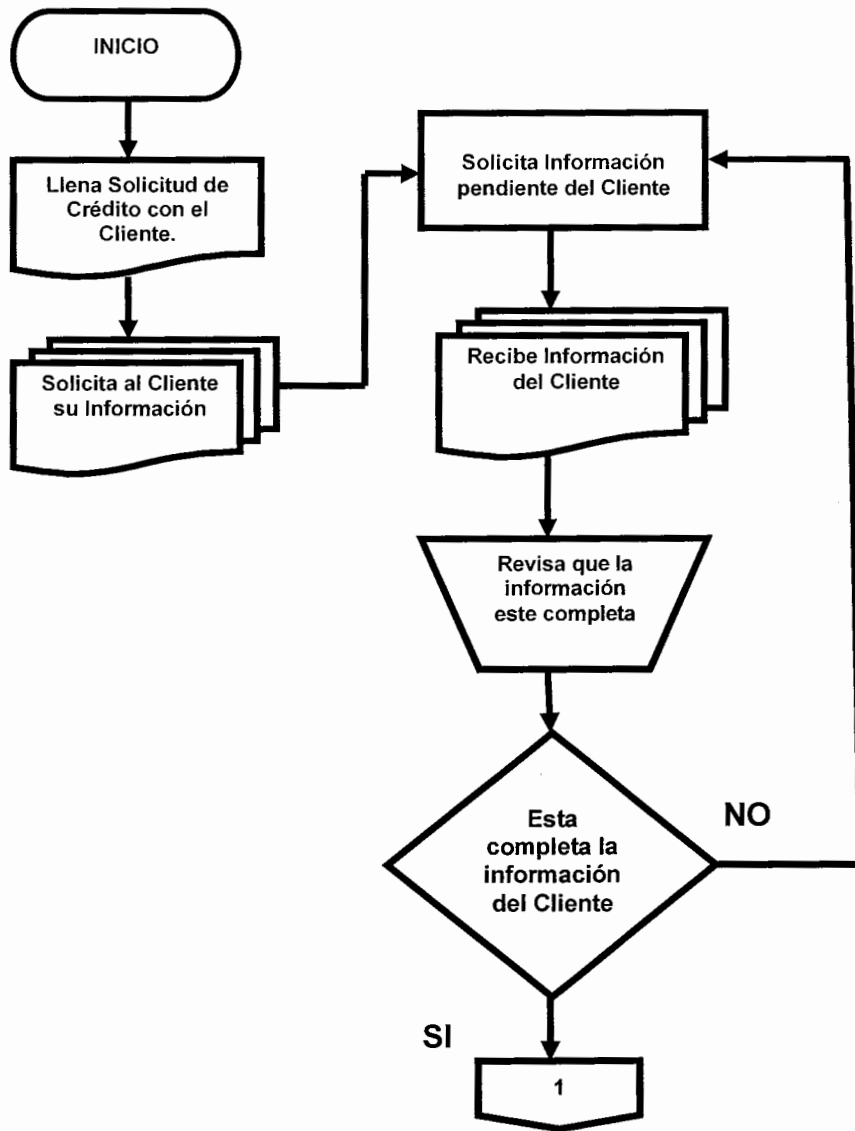 INICIO
Llena Solicitud de
Crédito con el
Cliente.
Solicita al Cliente
su Información
Solicita Información
pendiente del Cliente
Recibe Información
del Cliente
Revisa que la
información
este completa
Esta
completa la
información
del Cliente
NO
SI
1